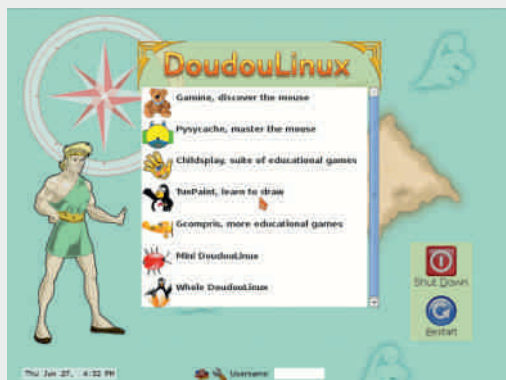 DoudouLinux
Gamine, discover the mouse
Pysycache, master the mouse
Childsplay, suite of educational games
TuxPaint, learn to draw
Gcompris, more educational games
Mini DoudouLinux
Whole DoudouLinux
Shut Down
Restart
Thu Jun 27, 4:32 PM
Username: